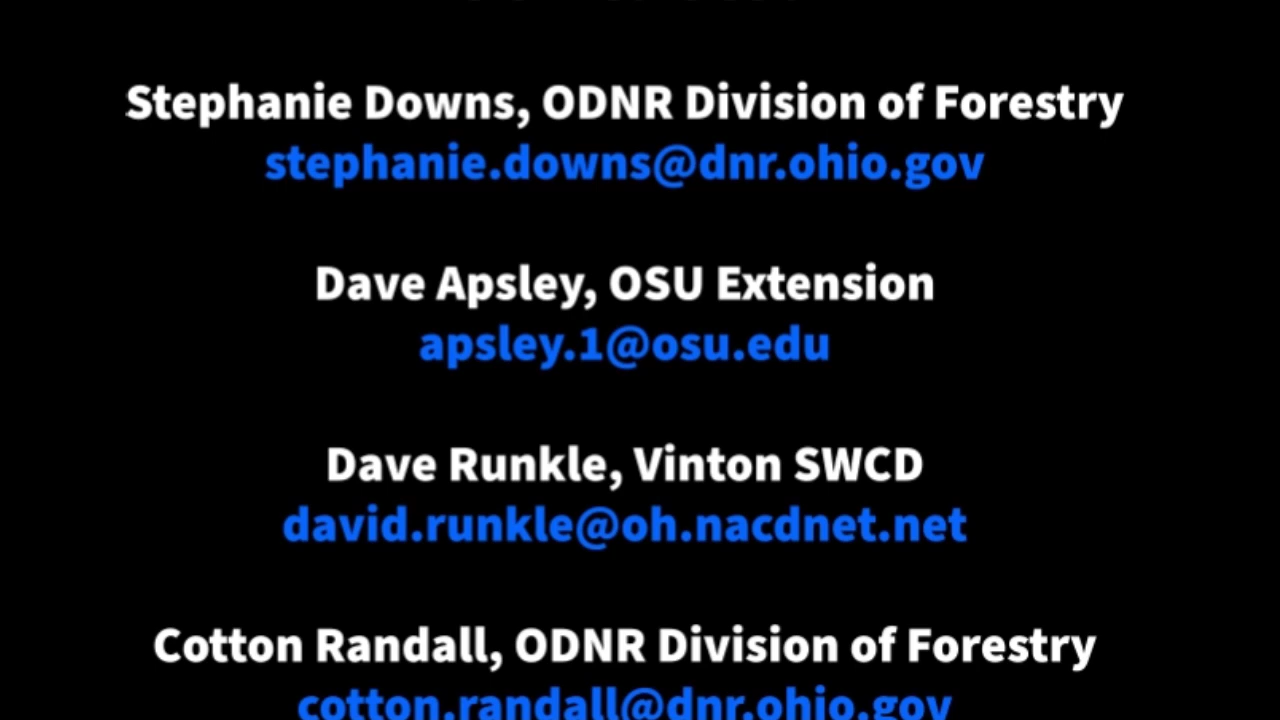 Stephanie Downs, ODNR Division of Forestry
stephanie.downs@dnr.ohio.gov
Dave Apsley, OSU Extension
apsley.1@osu.edu
Dave Runkle, Vinton SWCD
david.runkle@oh.nacdnet.net
Cotton Randall, ODNR Division of Forestry
cotton.randall@dnr.ohio.gov